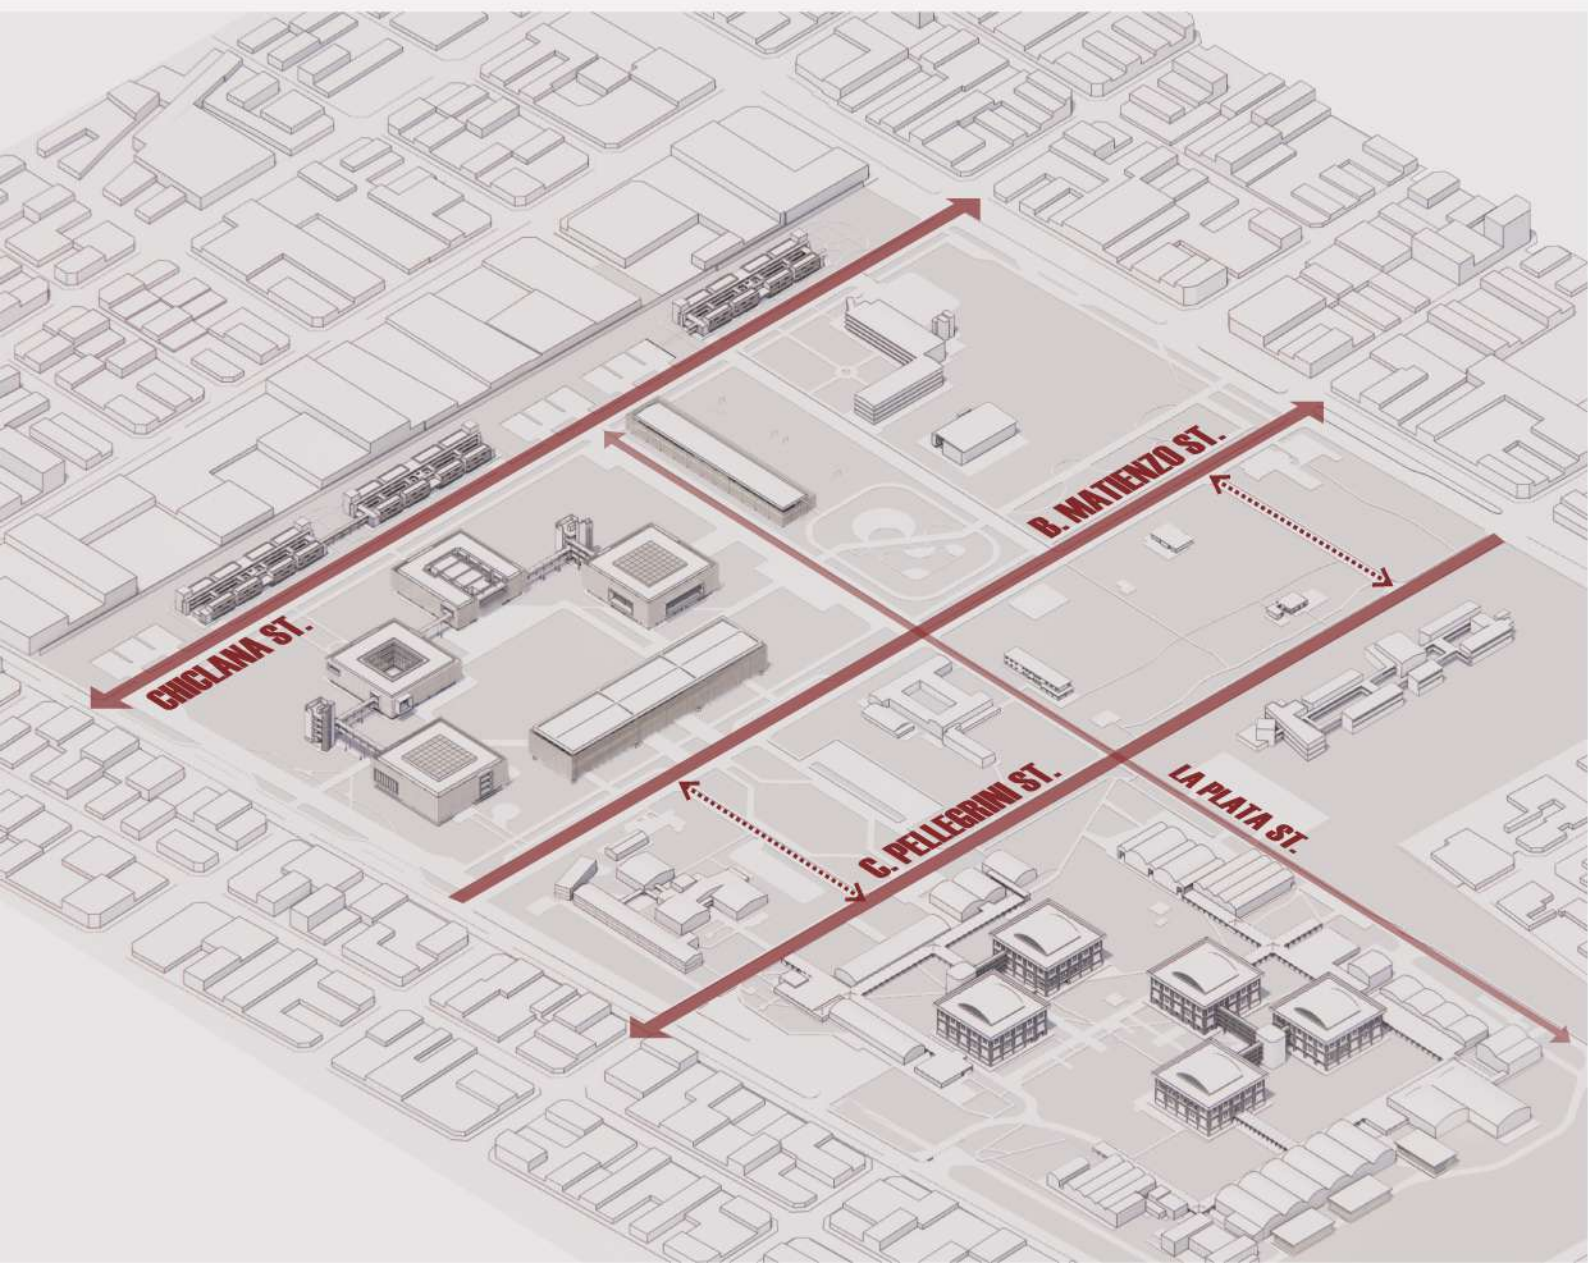 B. MATIENZO ST.
CHICLANA ST.
C. PELLEGRINI ST.
LA PLATA ST.